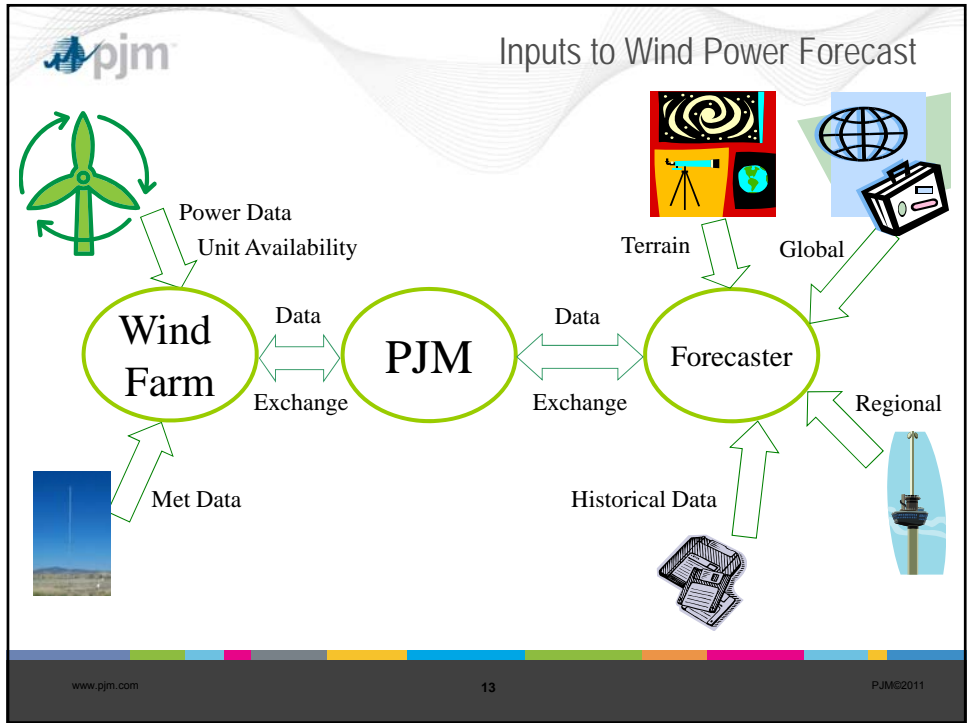 pjm
Inputs to Wind Power Forecast
Power Data
Unit Availability
Terrain
Global
Wind
Farm
Data
Exchange
PJM
Data
Exchange
Forecaster
Regional
Met Data
Historical Data
www.pjm.com
13
PJM©2011